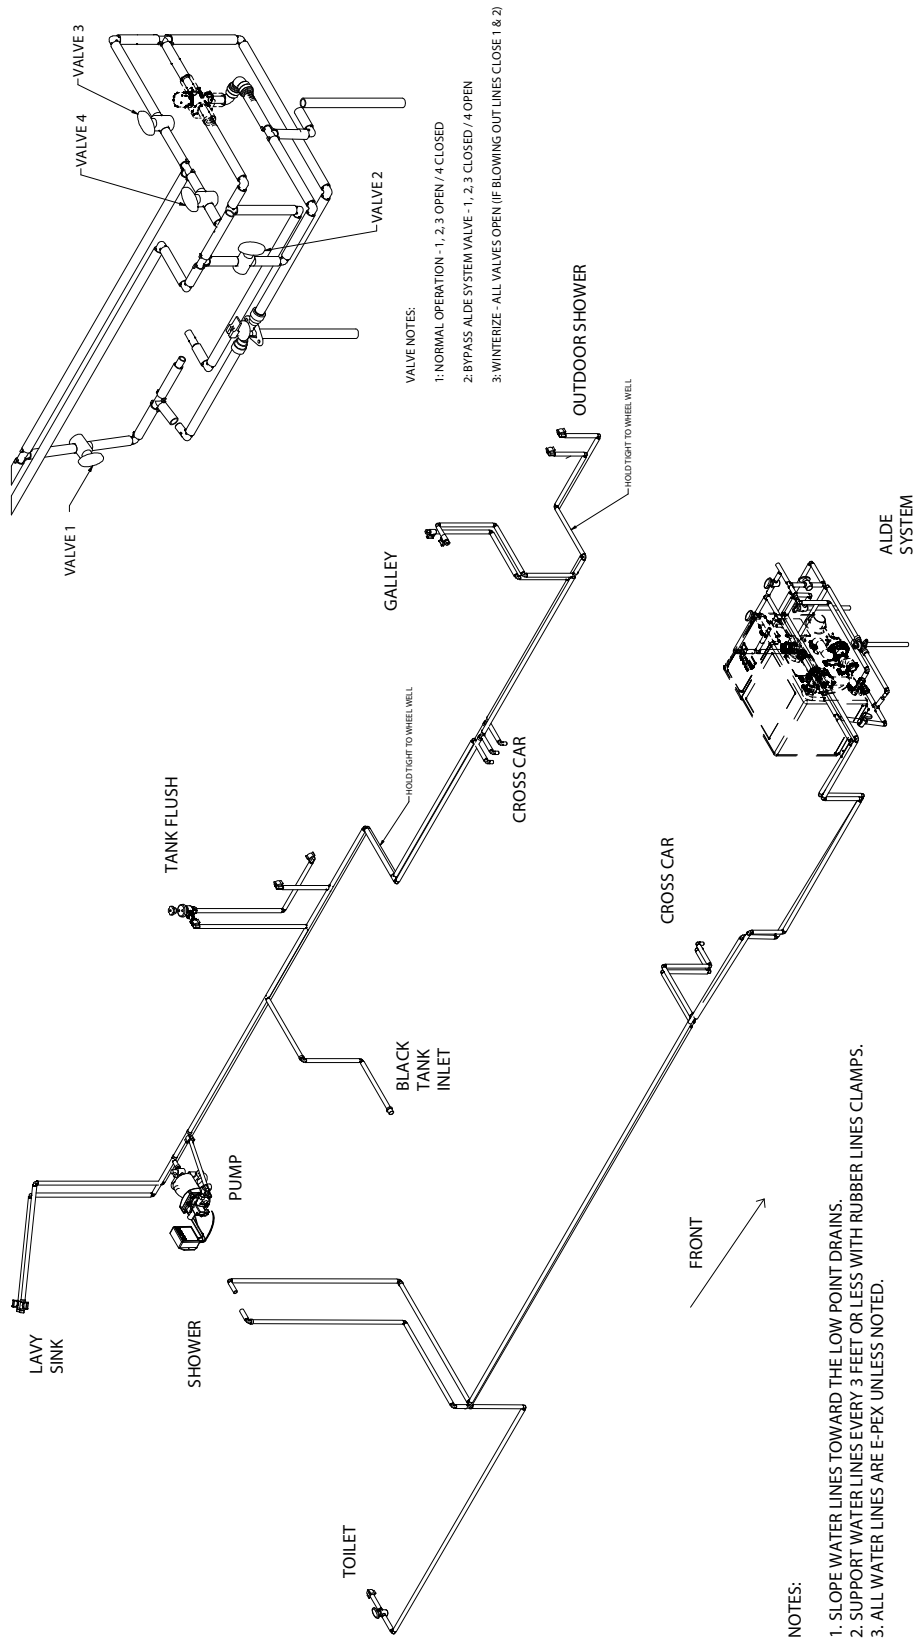 VALVE 1
VALVE 4
VALVE 3
VALVE 2
VALVE NOTES:
1: NORMAL OPERATION - 1, 2, 3 OPEN / 4 CLOSED
2: BYPASS ALDE SYSTEM VALVE - 1, 2, 3 CLOSED / 4 OPEN
3: WINTERIZE - ALL VALVES OPEN (IF BLOWING OUT LINES CLOSE 1 & 2)
LAVY
SINK
PUMP
TANK FLUSH
BLACK
TANK
INLET
HOLD TIGHT TO WHEEL WELL
GALLEY
CROSS CAR
OUTDOOR SHOWER
HOLD TIGHT TO WHEEL WELL
SHOWER
TOILET
CROSS CAR
FRONT
ALDE
SYSTEM
NOTES:
1. SLOPE WATER LINES TOWARD THE LOW POINT DRAINS.
2. SUPPORT WATER LINES EVERY 3 FEET OR LESS WITH RUBBER LINES CLAMPS.
3. ALL WATER LINES ARE E-PEX UNLESS NOTED.